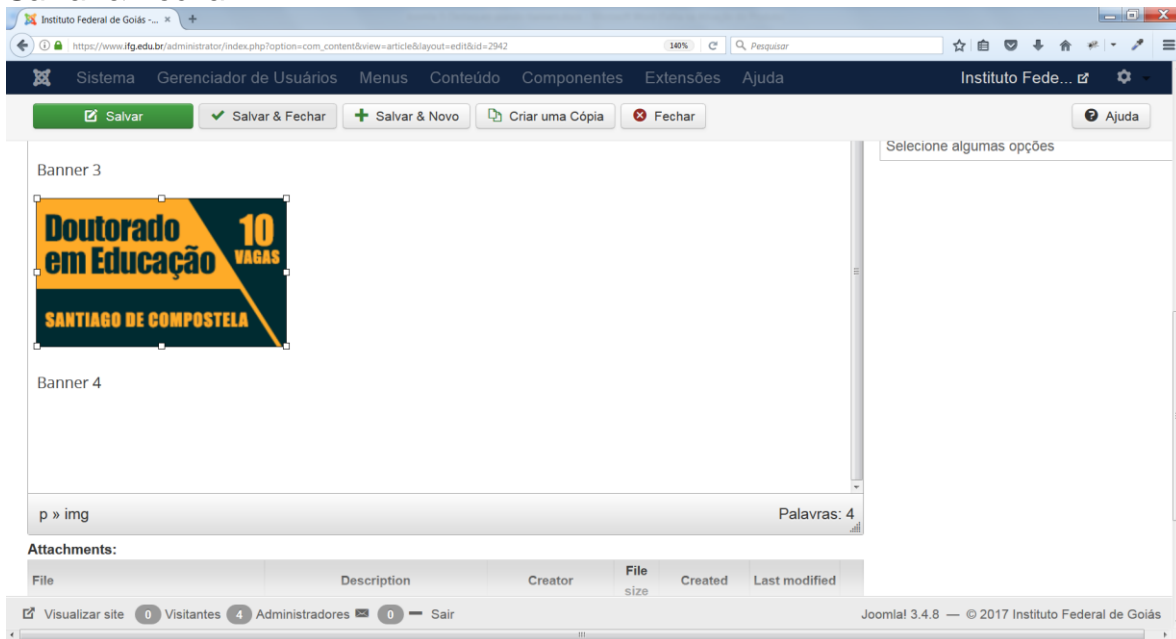 Instituto Federal de Goiás -...
https://www.ifg.edu.br/administrator/index.php?option=com_content&view=article&layout=edit&id=2942
140%
Pesquisar
Sistema Gerenciador de Usuários Menus Conteúdo Componentes Extensões Ajuda Instituto Fede...
Salvar Salvar & Fechar Salvar & Novo Criar uma Cópia Fechar Ajuda
Selecione algumas opções
Banner 3
Doutorado
em Educação
10
VAGAS
SANTIAGO DE COMPOSTELA
Banner 4
p » img Palavras: 4
Attachments:
File Description Creator File size Created Last modified
Visualizar site 0 Visitantes 4 Administradores 0 Sair Joomla! 3.4.8 — © 2017 Instituto Federal de Goiás